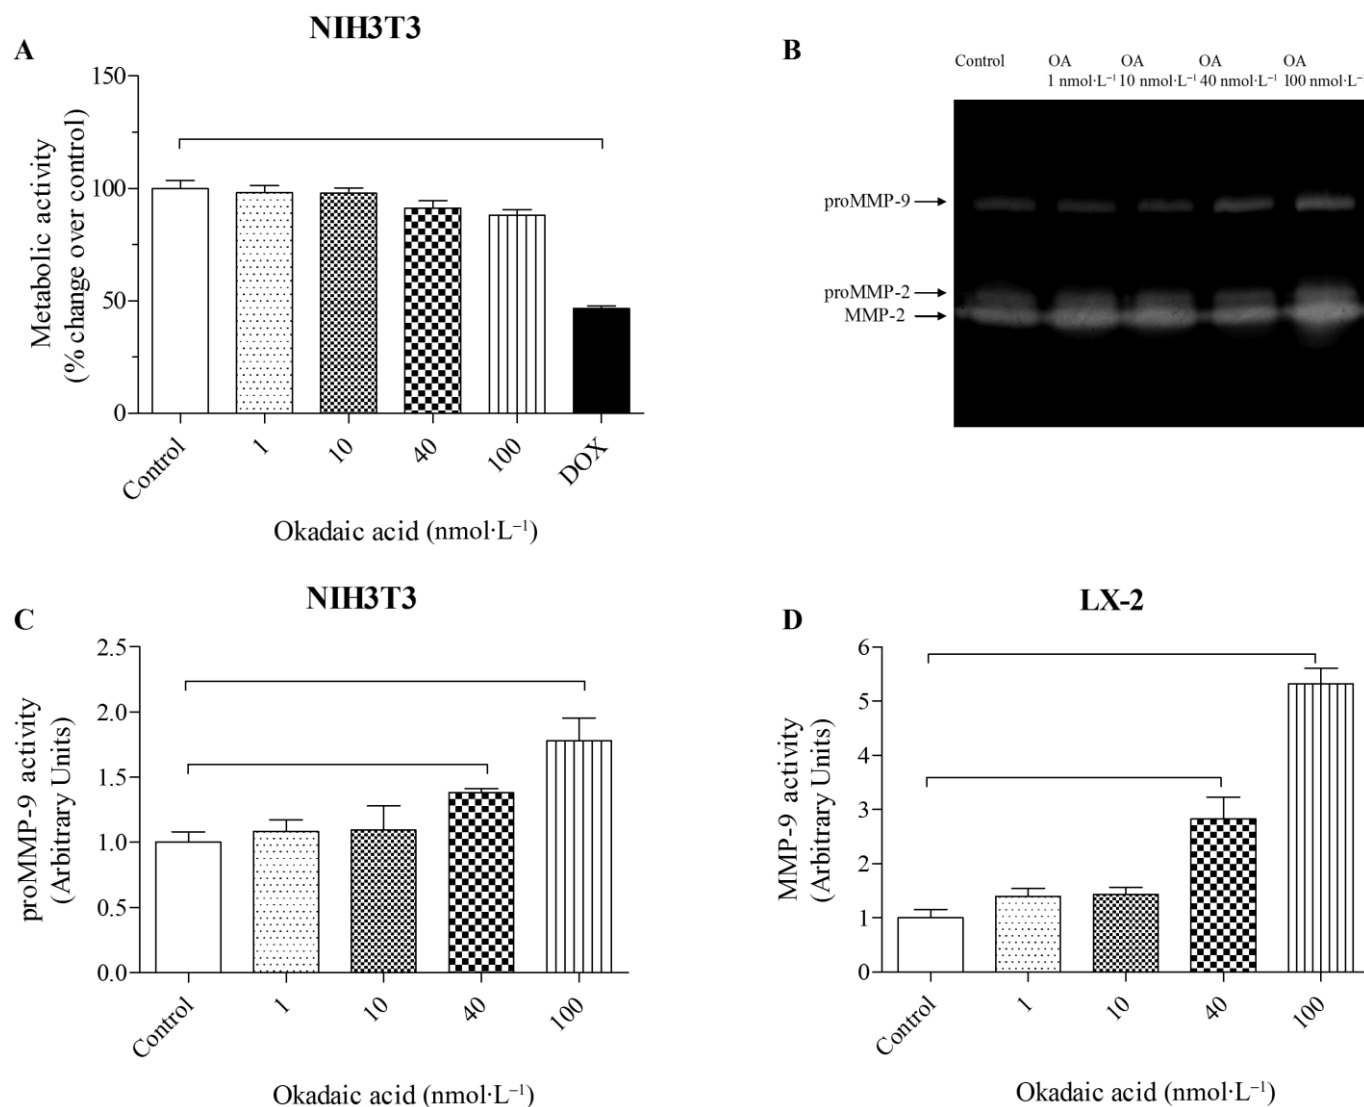 A
NIH3T3
150
100
50
0
Metabolic activity
(% change over control)
Control
1
10
40
100
DOX
Okadaic acid (nmol·L⁻¹)
B
Control
OA
OA
OA
OA
1 nmol·L⁻¹
10 nmol·L⁻¹
40 nmol·L⁻¹
100 nmol·L⁻
proMMP-9
proMMP-2
MMP-2
C
NIH3T3
2.5
2.0
1.5
1.0
0.5
0.0
proMMP-9 activity
(Arbitrary Units)
Control
1
10
40
100
Okadaic acid (nmol·L⁻¹)
D
LX-2
6
5
4
3
2
1
0
MMP-9 activity
(Arbitrary Units)
Control
1
10
40
100
Okadaic acid (nmol·L⁻¹)